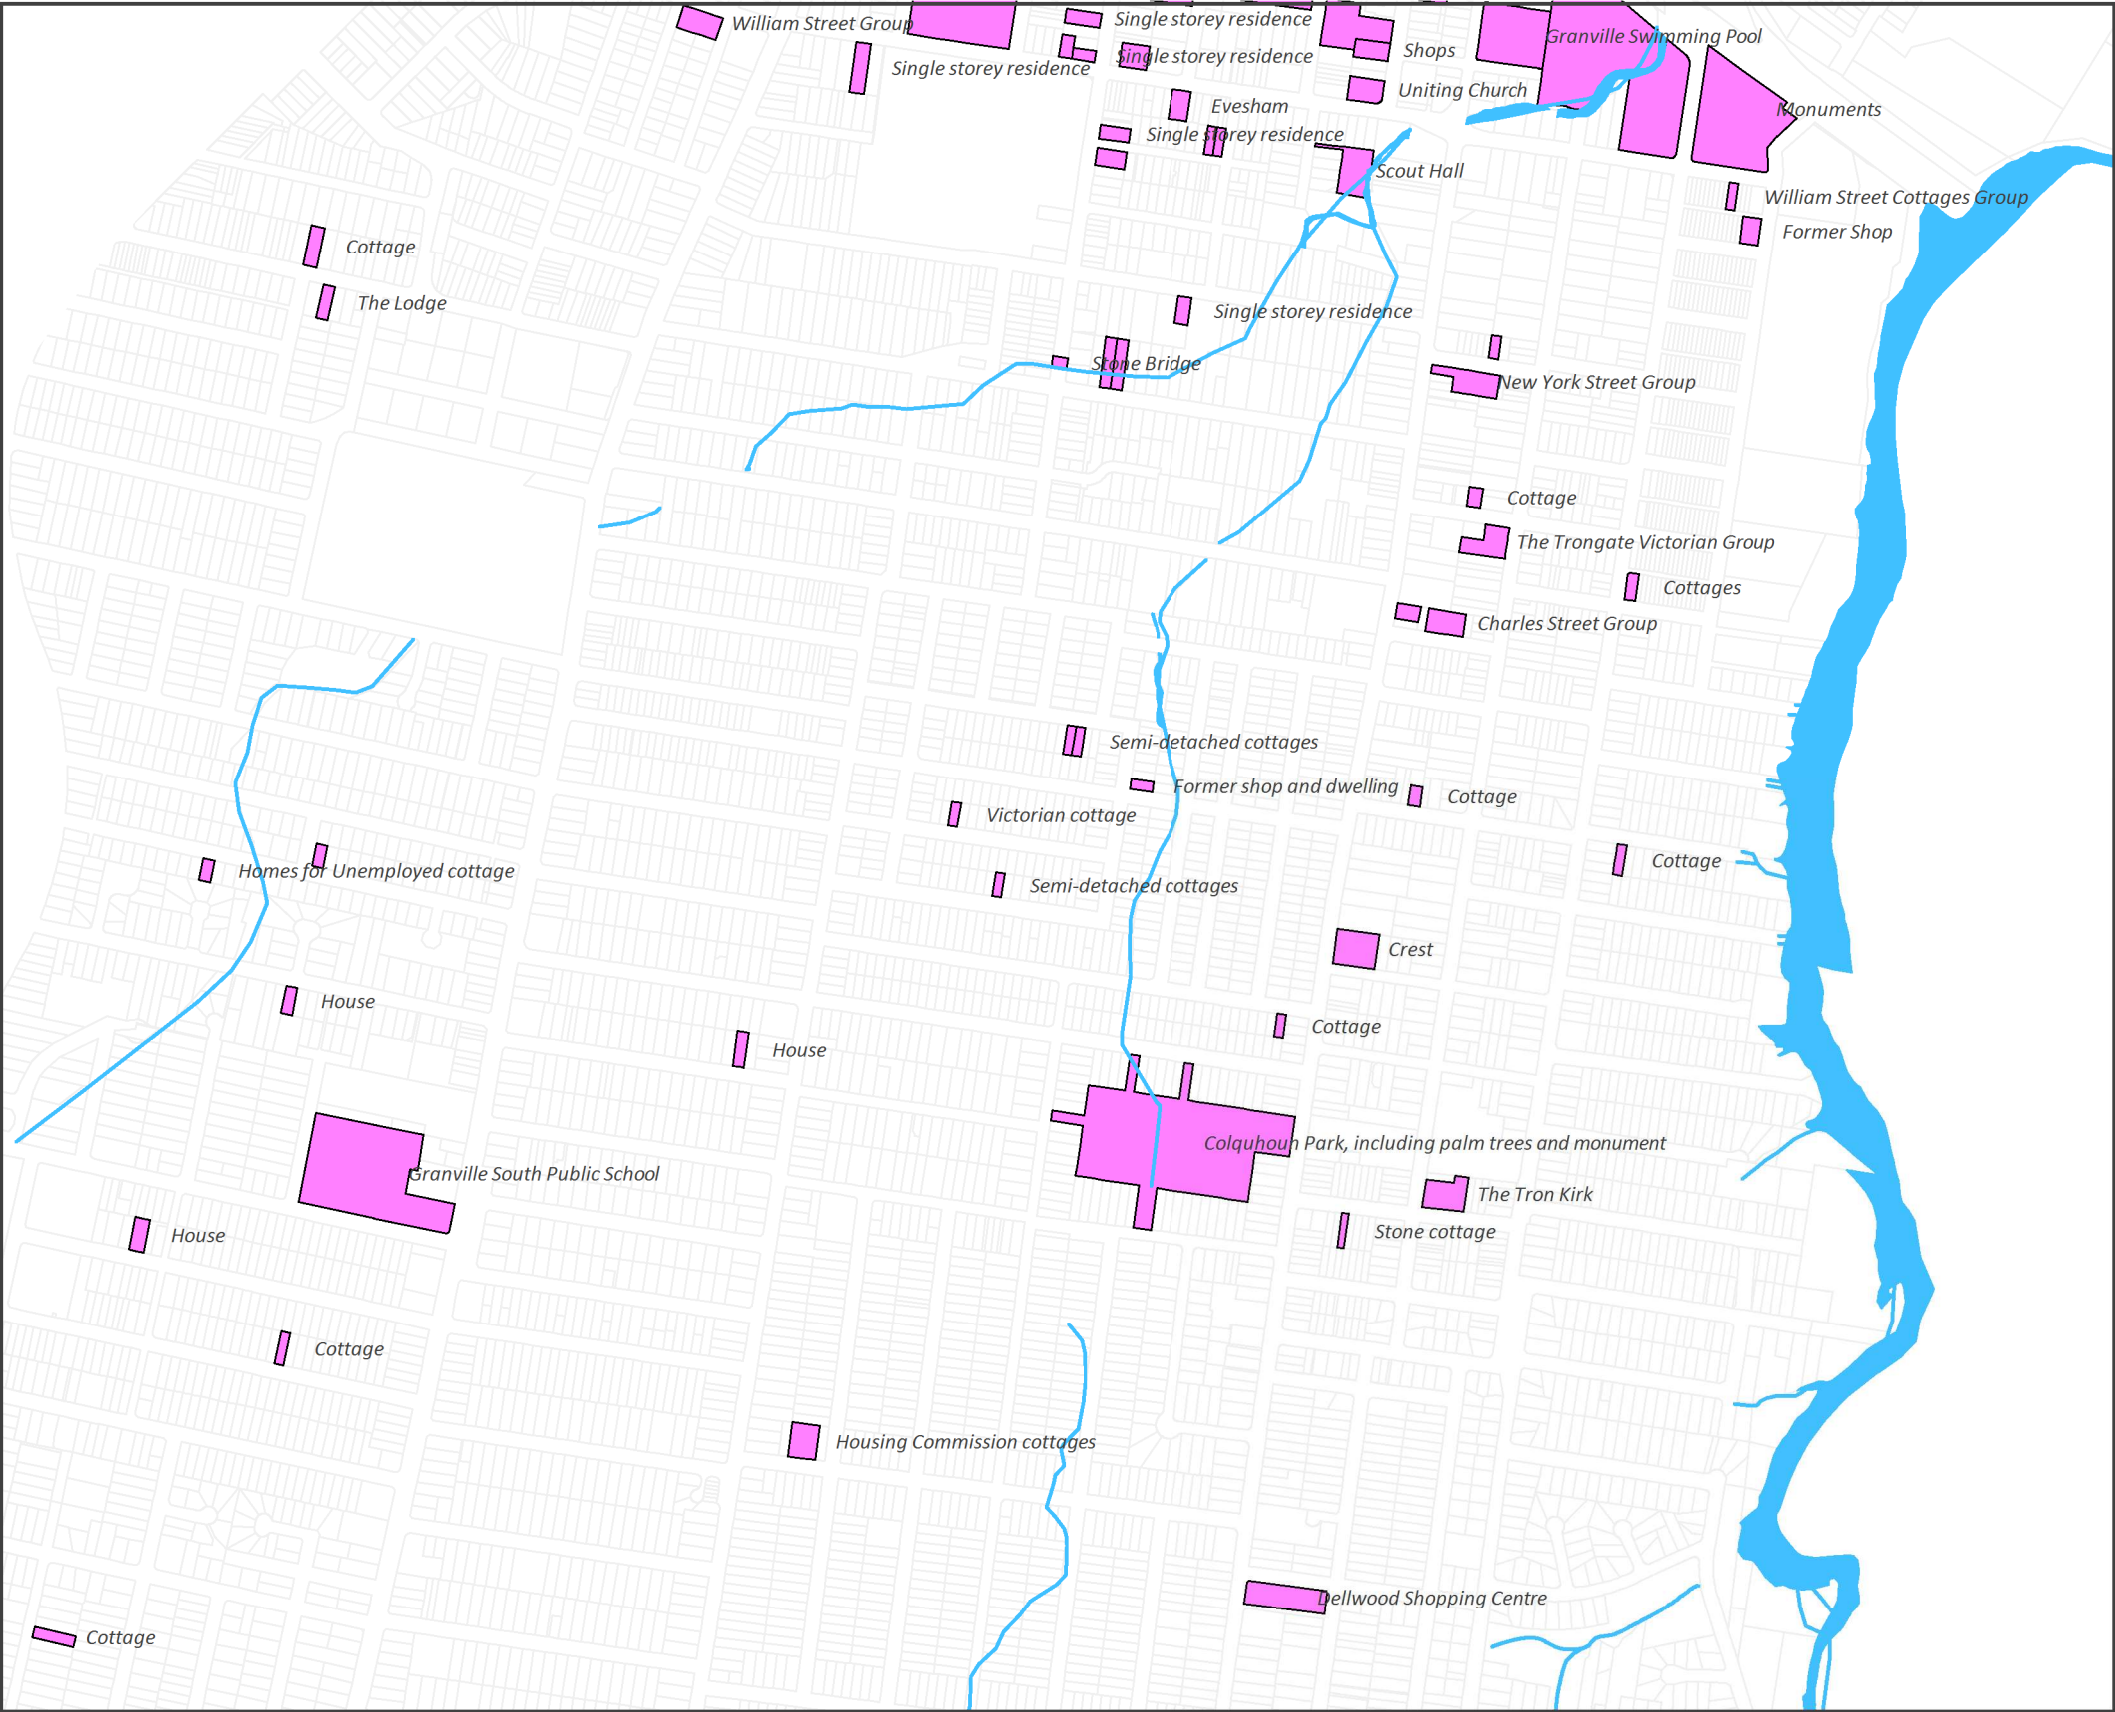 Single storey residence
William Street Group
Granville Swimming Pool
Shops
Single storey residence
Single storey residence
Uniting Church
Evesham
Monuments
Single storey residence
Scout Hall
William Street Cottages Group
Former Shop
Cottage
The Lodge
Single storey residence
Stone Bridge
New York Street Group
Cottage
The Trongate Victorian Group
Cottages
Charles Street Group
Semi-detached cottages
Former shop and dwelling
Cottage
Victorian cottage
Cottage
Homes for Unemployed cottage
Semi-detached cottages
Crest
House
Cottage
House
Colquhoun Park, including palm trees and monument
Granville South Public School
The Tron Kirk
Stone cottage
House
Cottage
Housing Commission cottages
Dellwood Shopping Centre
Cottage